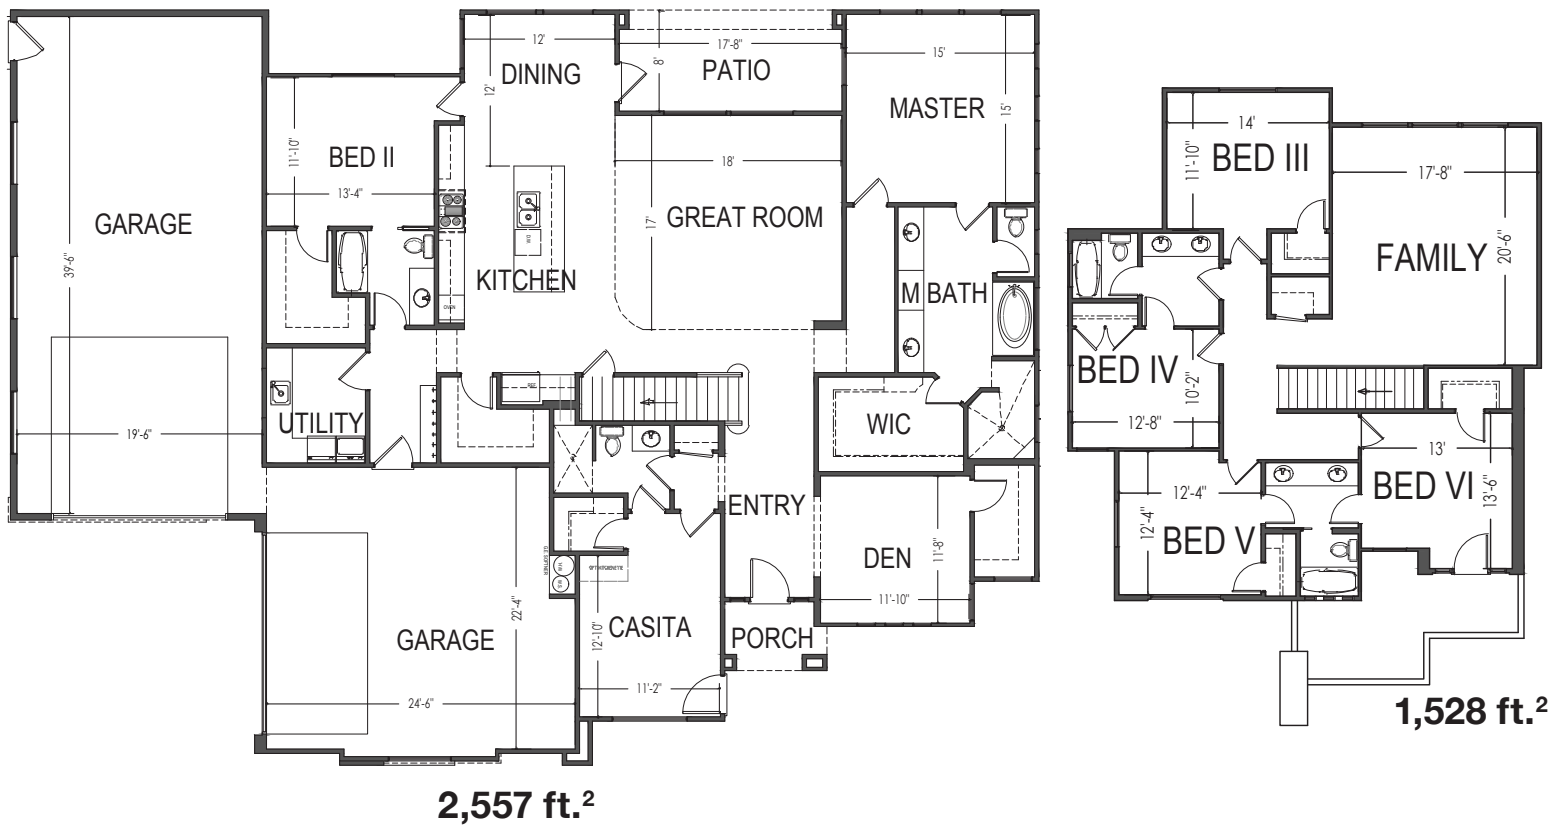 12'
DINING
12'
17'-8"
8'
PATIO
15'
MASTER
15'
11'-10"
BED II
13'-4"
18'
GARAGE
39'-6"
17'
GREAT ROOM
W.D
KITCHEN
OVEN
M BATH
REF.
UTILITY
19'-6"
WIC
ENTRY
DEN
11'-8"
11'-10"
W.H.
M.S.
OPT KITCHENETTE
22'-4"
GARAGE
24'-6"
CASITA
12'-10"
11'-2"
PORCH
2,557 ft.²
14'
11'-10"
BED III
17'-8"
FAMILY
20'-6"
BED IV
10'-2"
12'-8"
13'
BED VI
13'-6"
12'-4"
12'-4"
BED V
1,528 ft.²